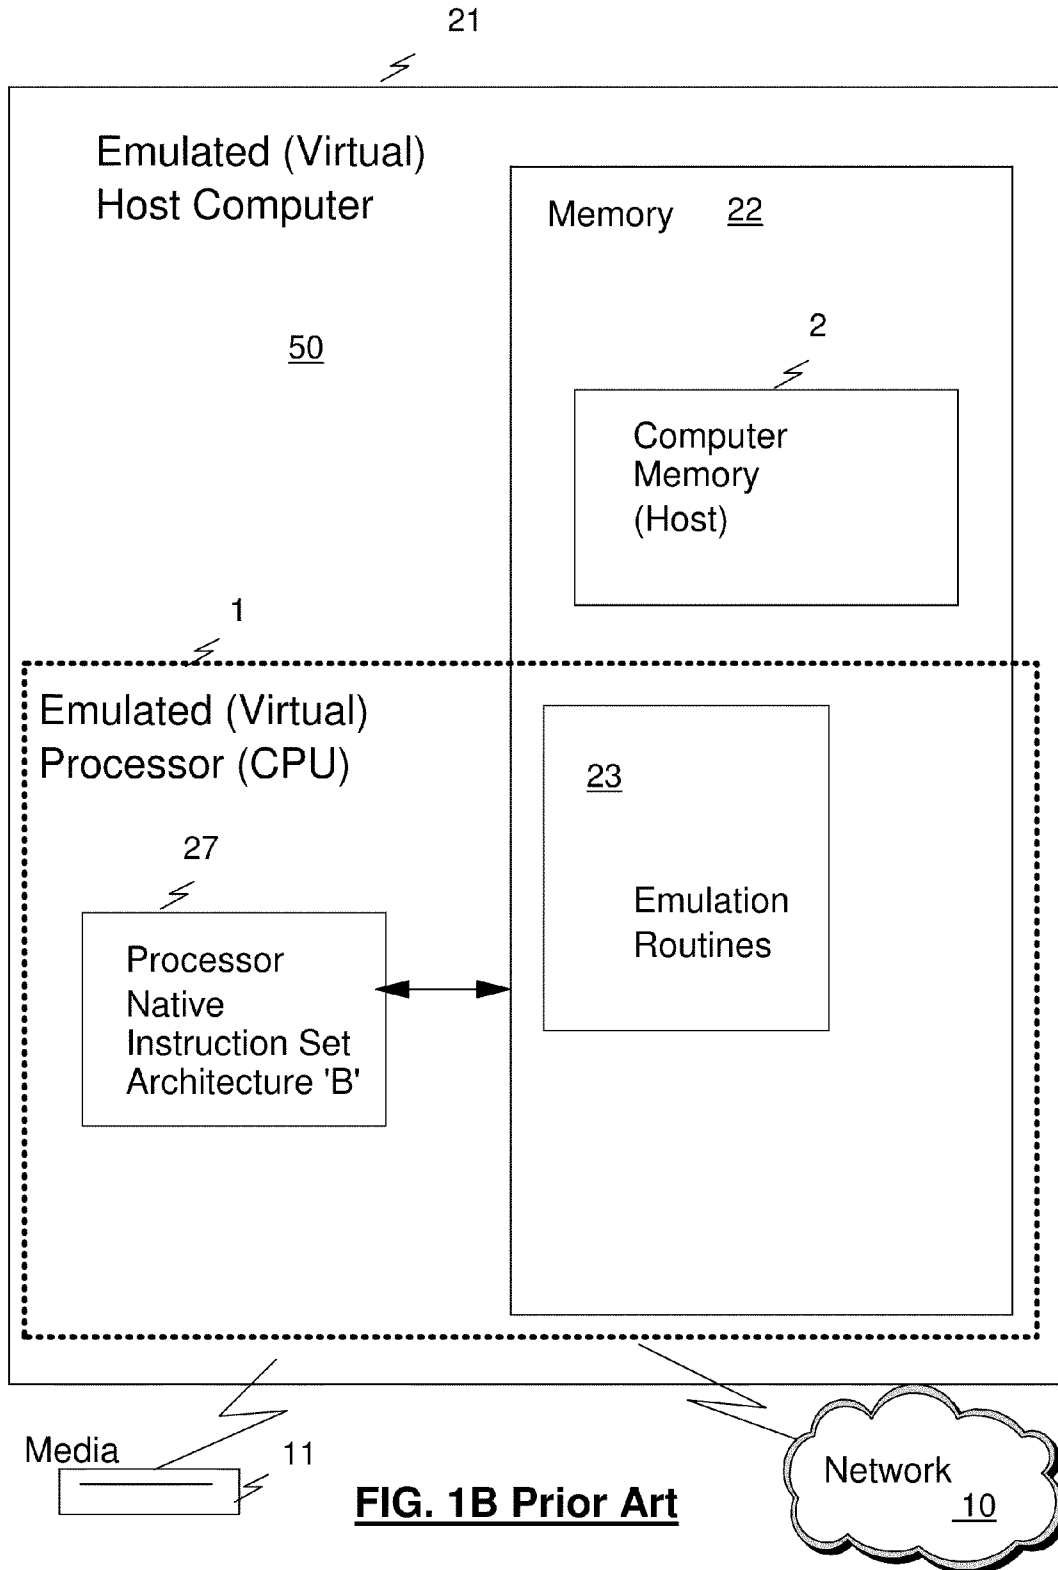 21
Emulated (Virtual)
Host Computer
Memory 22
50
2
Computer
Memory
(Host)
1
Emulated (Virtual)
Processor (CPU)
23
27
Emulation
Routines
Processor
Native
Instruction Set
Architecture 'B'
Media
11
Network
10
FIG. 1B Prior Art